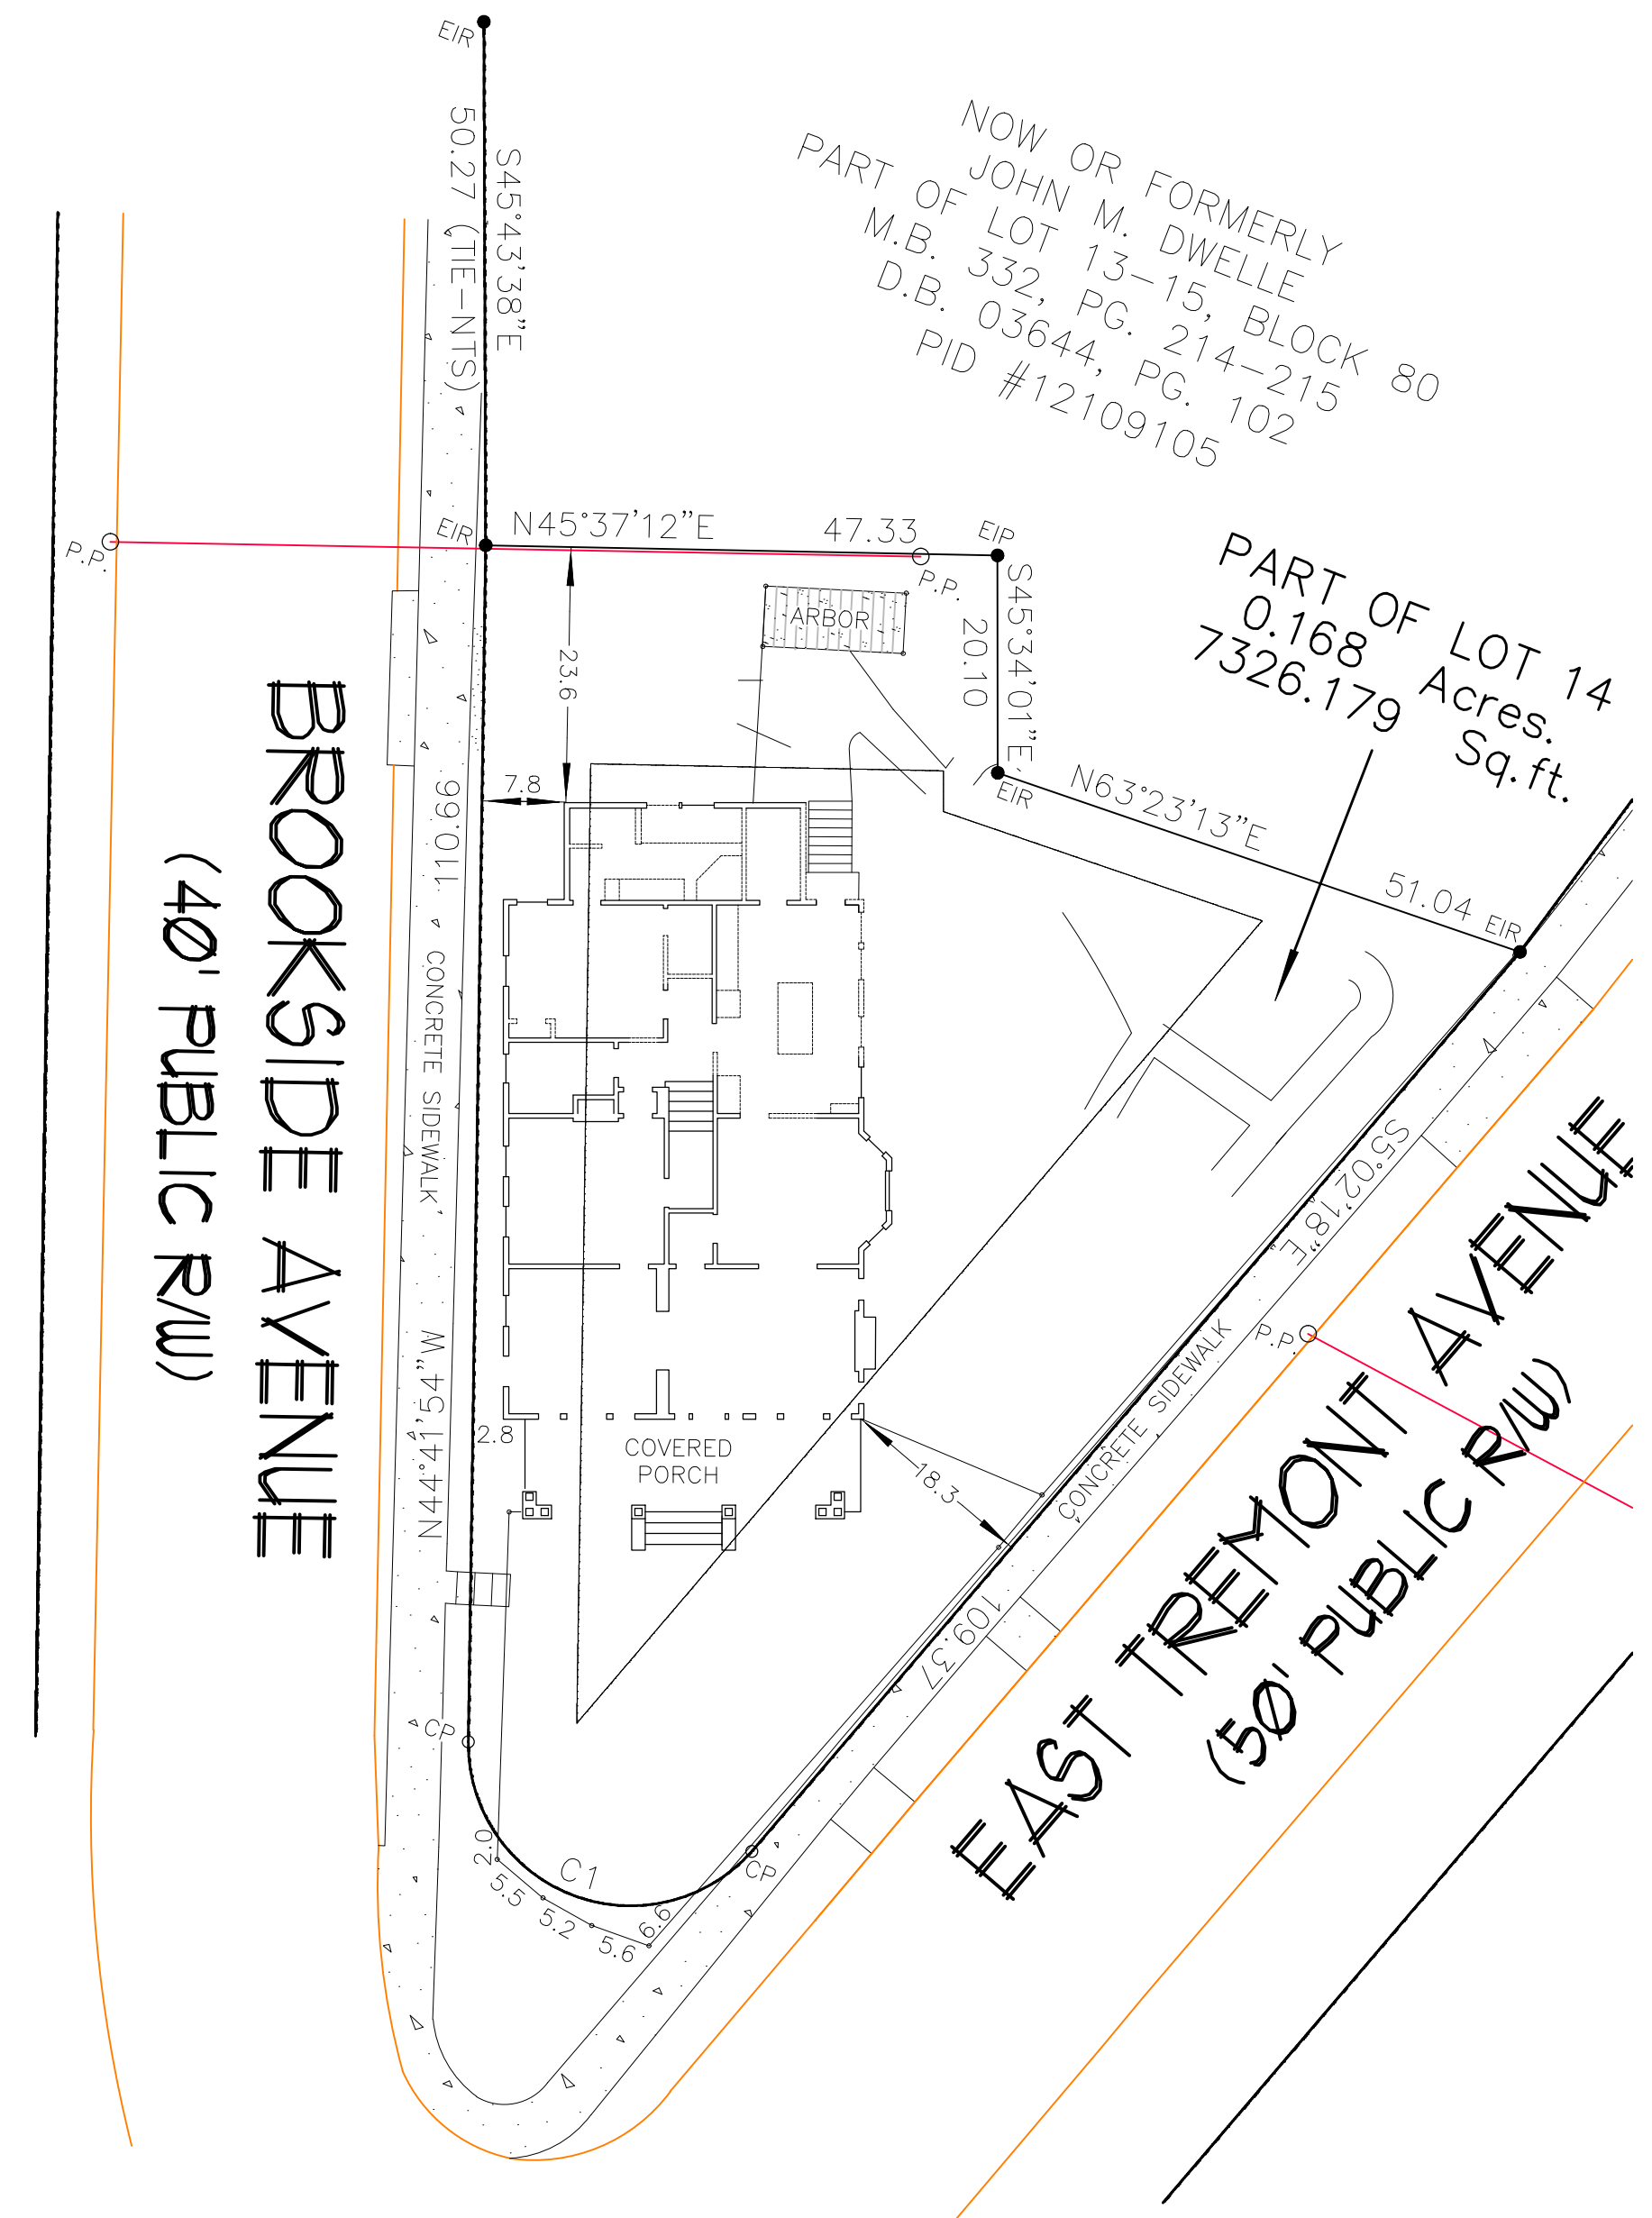 EIR
S45°43'38"E
50.27 (TIE-NTS)
NOW OR FORMERLY
JOHN M. DWELLE
PART OF LOT 13-15, BLOCK 80
M.B. 332, PG. 214-215
D.B. 03644, PG. 102
PID #12109105
P.P.
EIR
N45°37'12"E
47.33
EIP
P.P.
S45°34'01"E
20.10
ARBOR
23.6
7.8
EIR
N63°23'13"E
51.04
EIR
PART OF LOT 14
0.168 Acres.
7326.179 Sq.ft.
BROOKSIDE AVENUE
(40' PUBLIC R/W)
110.66
CONCRETE SIDEWALK
N44°41'54"W
2.8
COVERED
PORCH
18.3
S5°02'18"E
P.P.
CONCRETE SIDEWALK
109.37
EAST TREMONT AVENUE
(50' PUBLIC R/W)
CP
CP
C1
2.0
5.5
5.2
5.6
6.6